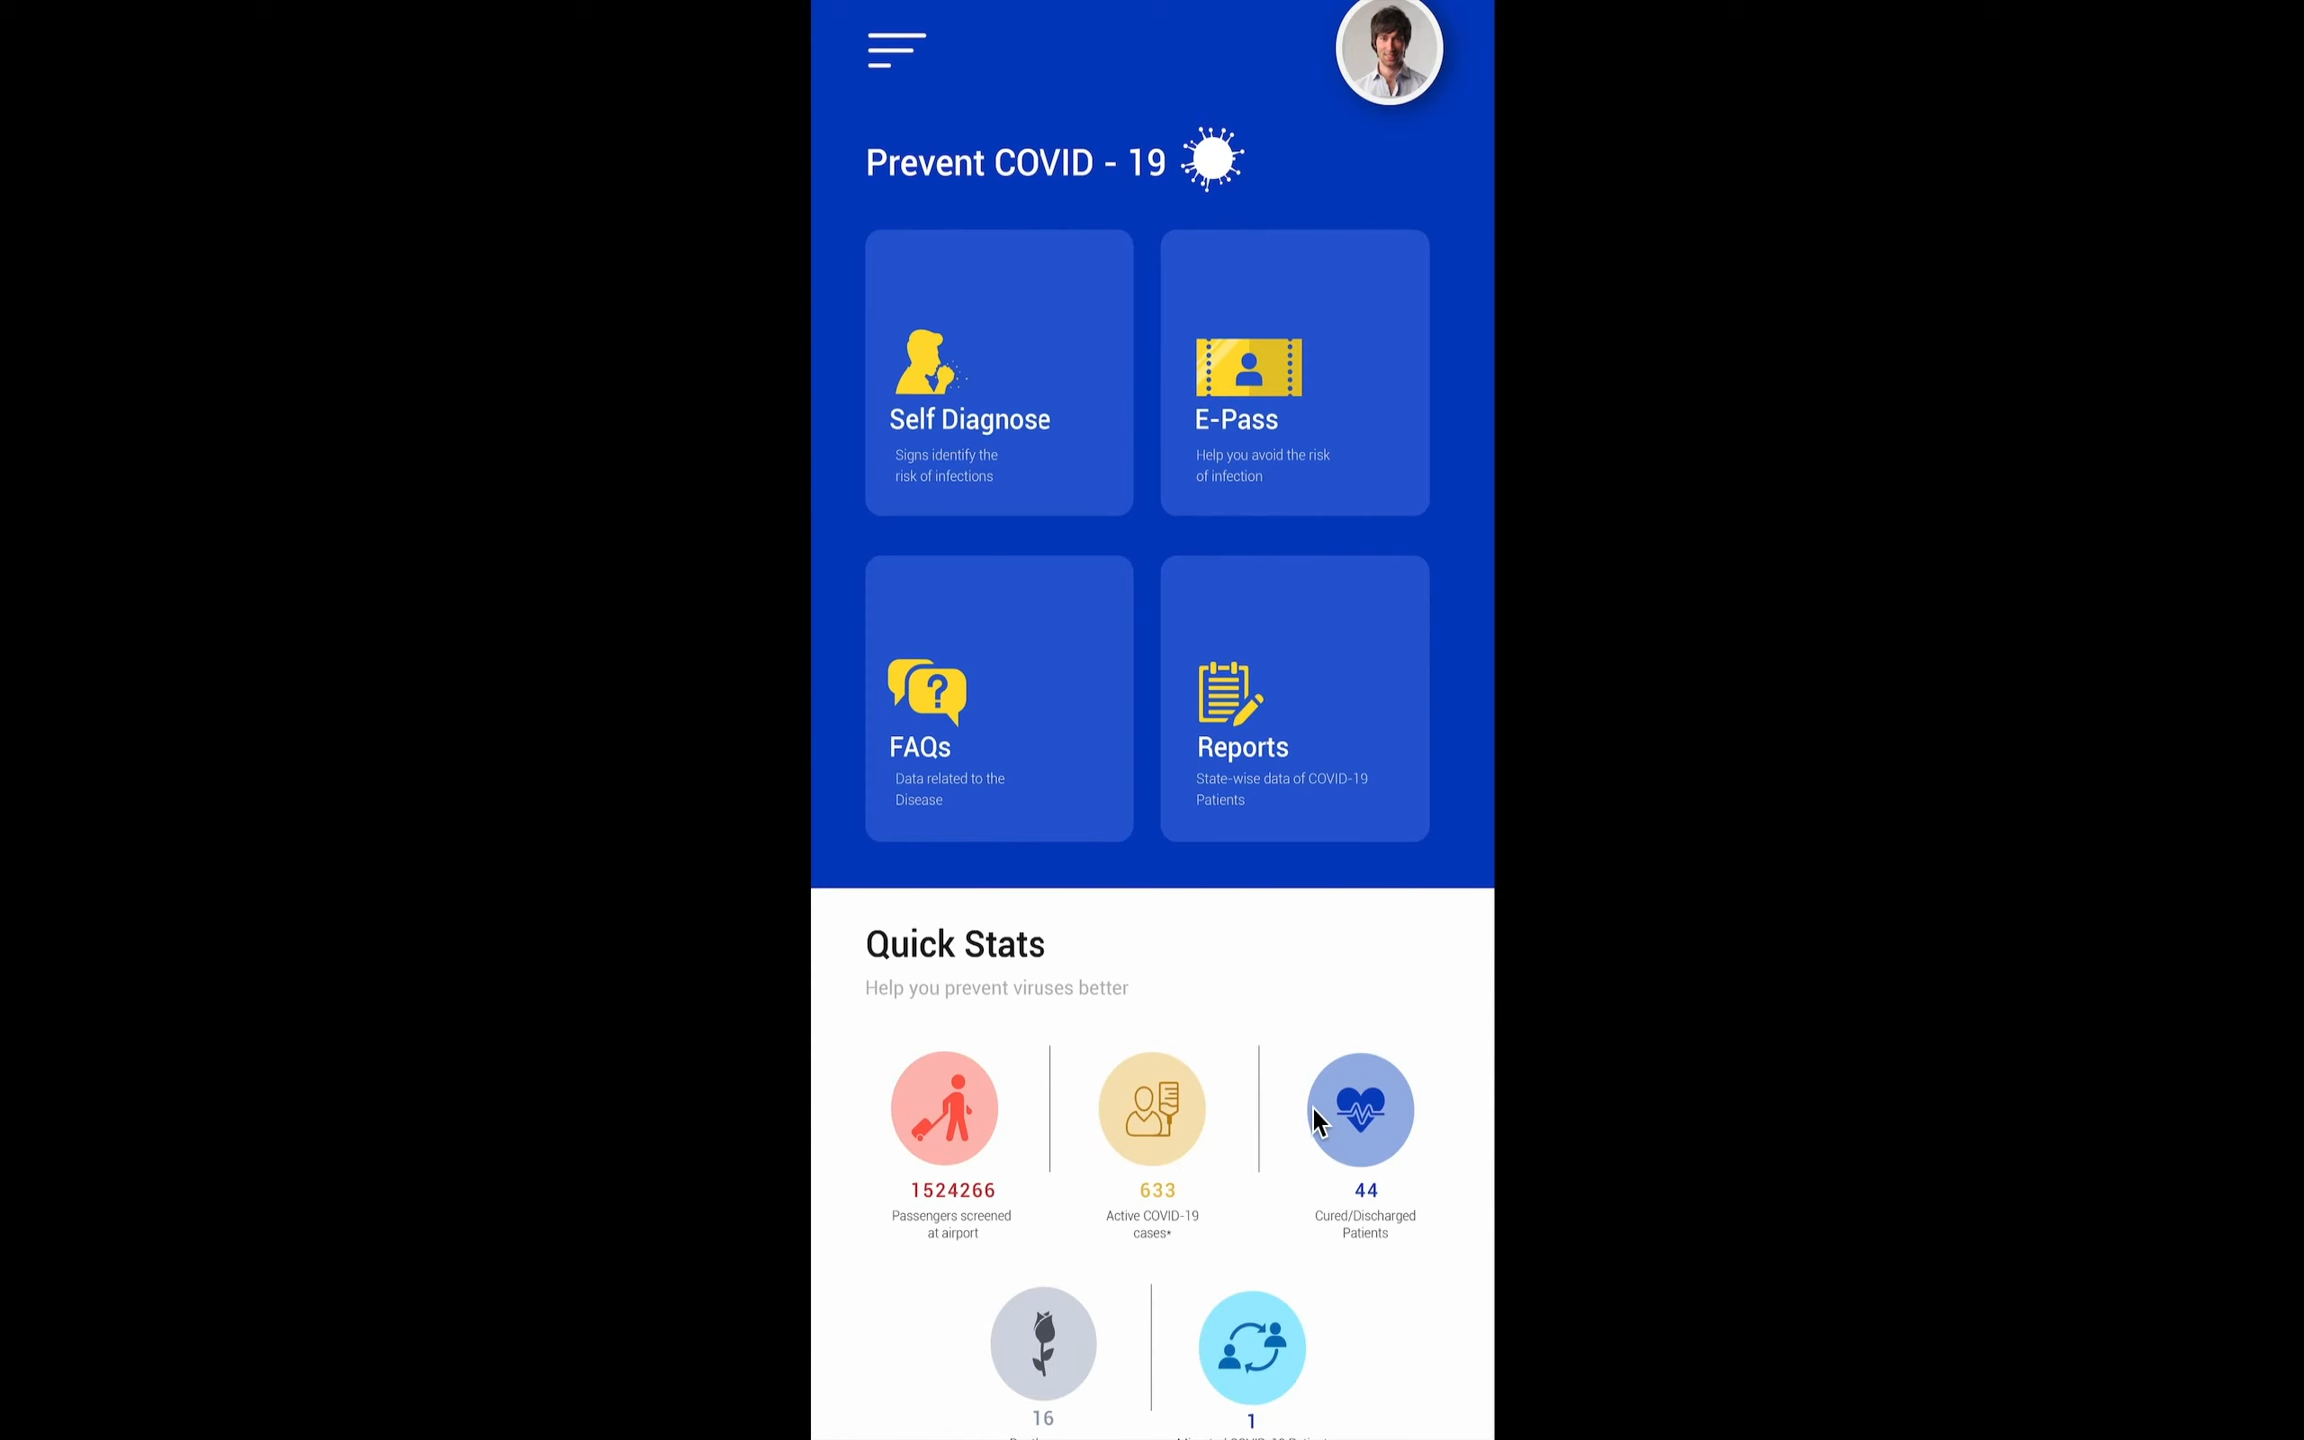 Prevent COVID - 19
Self Diagnose
Signs identify the
risk of infections
E-Pass
Help you avoid the risk
of infection
FAQs
Data related to the
Disease
Reports
State-wise data of COVID-19
Patients
Quick Stats
Help you prevent viruses better
1524266
Passengers screened
at airport
633
Active COVID-19
cases*
44
Cured/Discharged
Patients
16
1